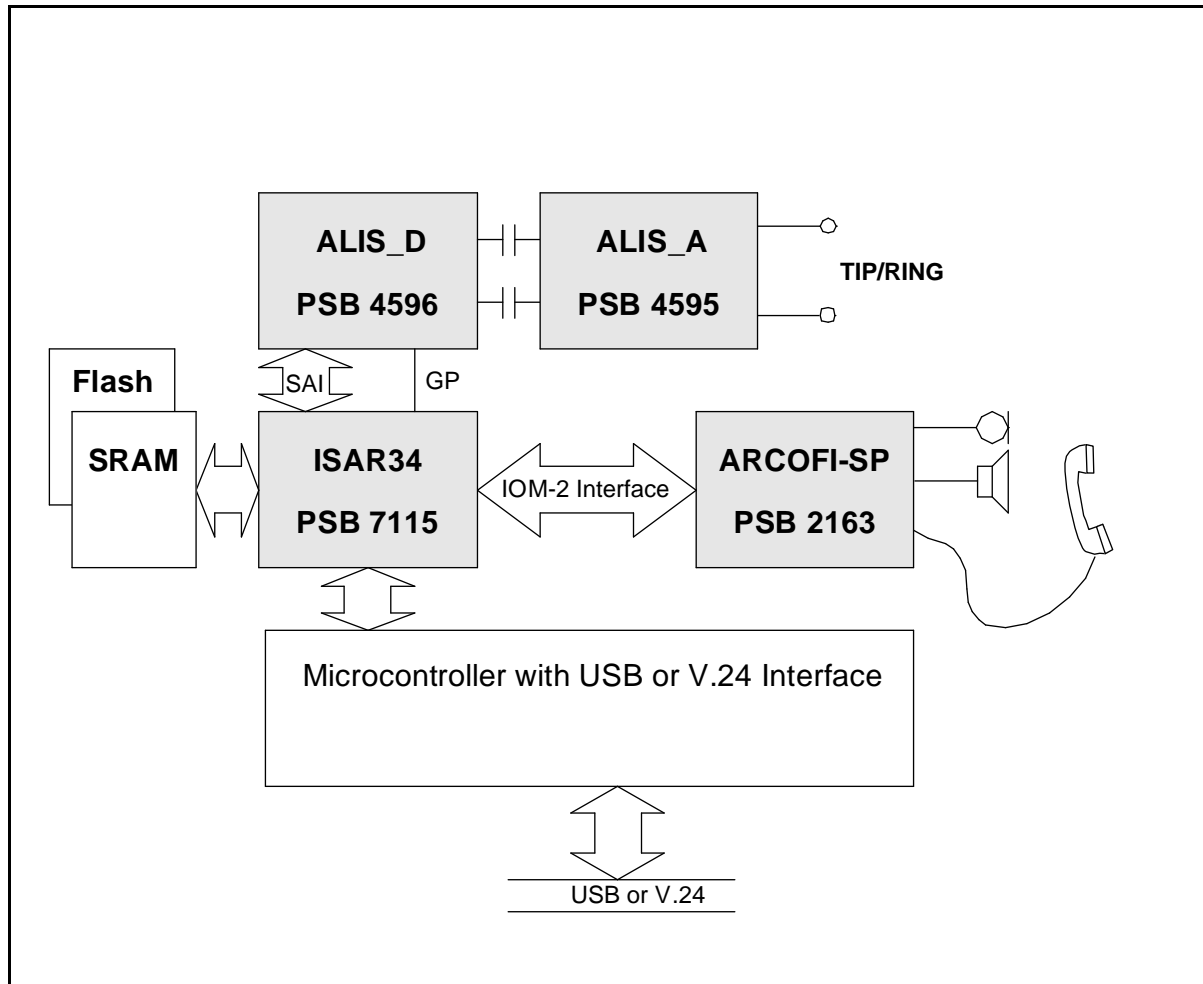 ALIS_D
PSB 4596
ALIS_A
PSB 4595
TIP/RING
Flash
SRAM
SAI
GP
ISAR34
PSB 7115
IOM-2 Interface
ARCOFI-SP
PSB 2163
Microcontroller with USB or V.24 Interface
USB or V.24